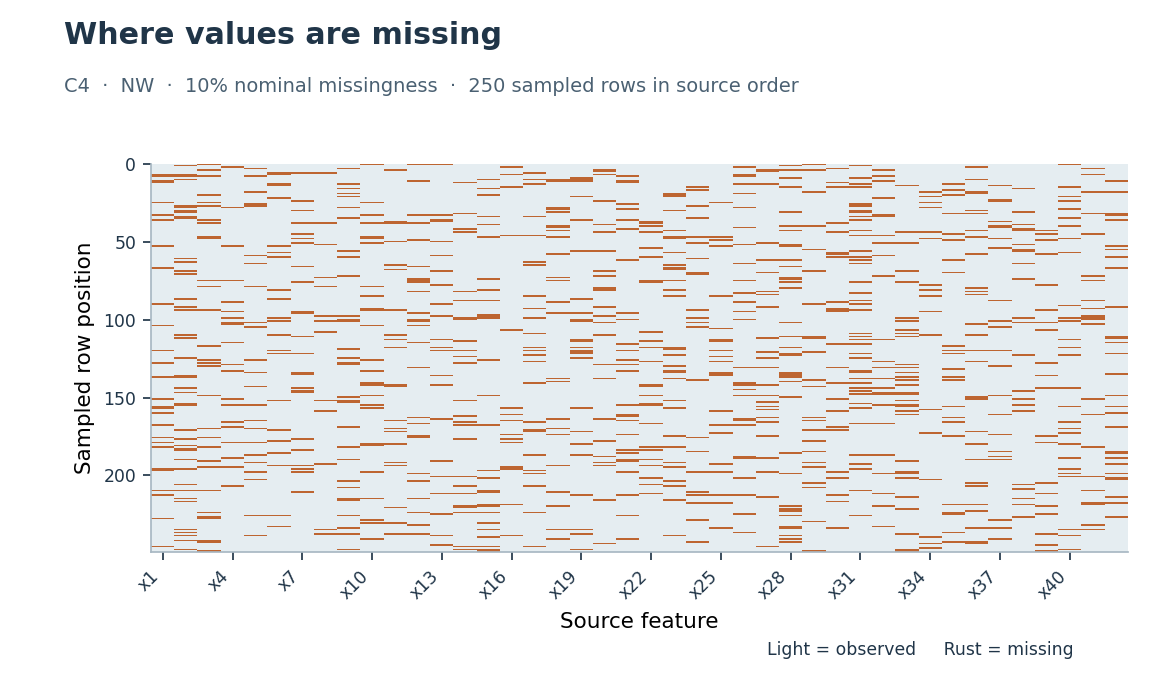 Where values are missing
C4 · NW · 10% nominal missingness · 250 sampled rows in source order
0
50
100
150
200
Sampled row position
x1
x4
x7
x10
x13
x16
x19
x22
x25
x28
x31
x34
x37
x40
Source feature
Light = observed Rust = missing